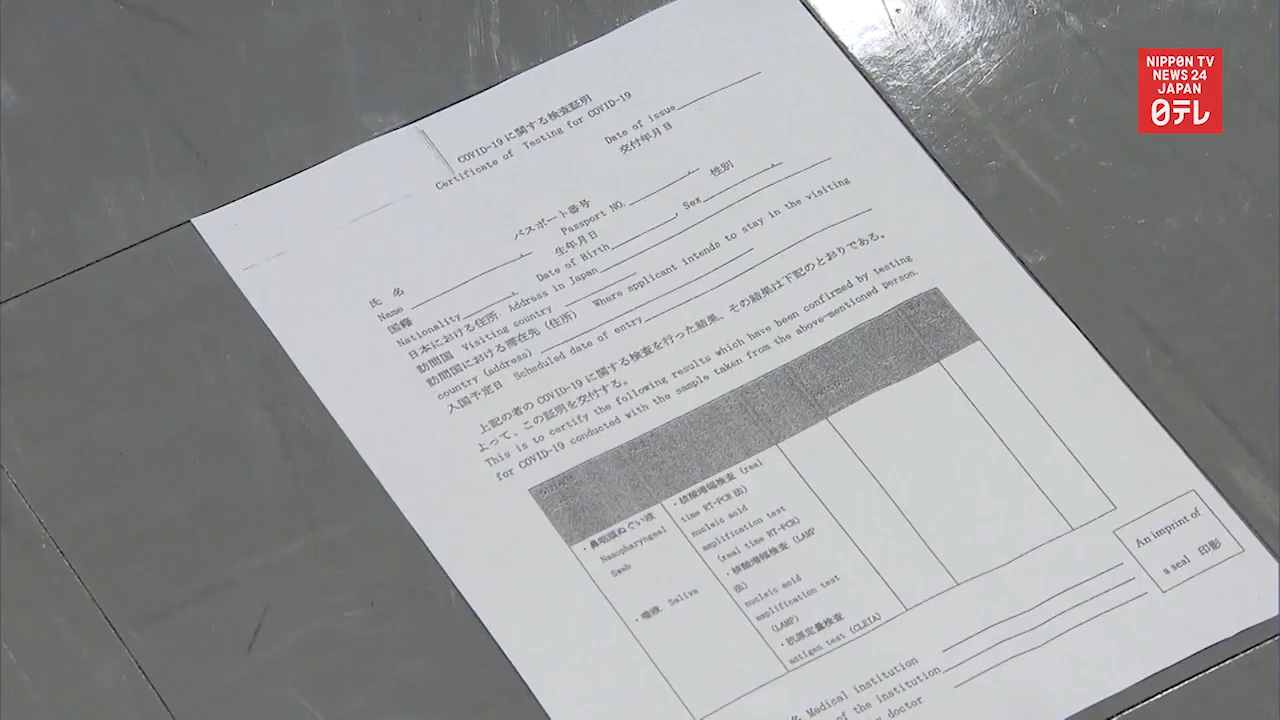 NIPPON TV
NEWS 24
JAPAN
日テレ
COVID-19に関する検査証明
Certificate of Testing for COVID-19
Date of issue
交付年月日
パスポート番号
Passport NO.
性別
生年月日
Date of Birth Sex
氏 名
Name
Address in Japan
国籍
Nationality
日本における住所
訪問国 Visiting country
Where applicant intends to stay in the visiting
訪問国における滞在先(住所)
country (address)
入国予定日 Scheduled date of entry
上記の者の COVID-19 に関する検査を行った結果、その結果は下記のとおりである。
よって、この証明を交付する。
This is to certify the following results which have been confirmed by testing
for COVID-19 conducted with the sample taken from the above-mentioned person.
・鼻咽頭ぬぐい液
Nasopharyngeal
Swab
・唾液 Saliva
・核酸増幅検査 (real
time RT-PCR 法)
nucleic acid
amplification test
(real time RT-PCR)
・核酸増幅検査 (LAMP
法)
nucleic acid
amplification test
(LAMP)
・抗原定量検査
antigen test (CLEIA)
An imprint of
a seal 印影
名 Medical institution
of the institution
doctor